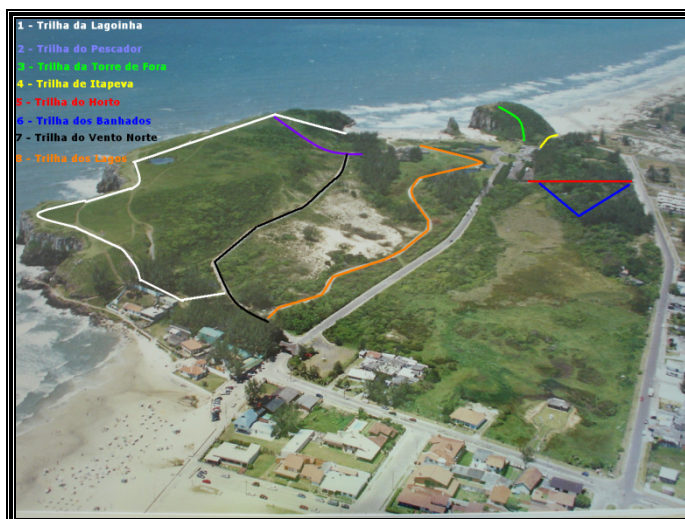 1 - Trilha da Lagoinha
2 - Trilha do Pescador
3 - Trilha da Torre de Fora
4 - Trilha de Itapeva
5 - Trilha do Horto
6 - Trilha dos Banhados
7 - Trilha do Vento Norte
8 - Trilha dos Lagos